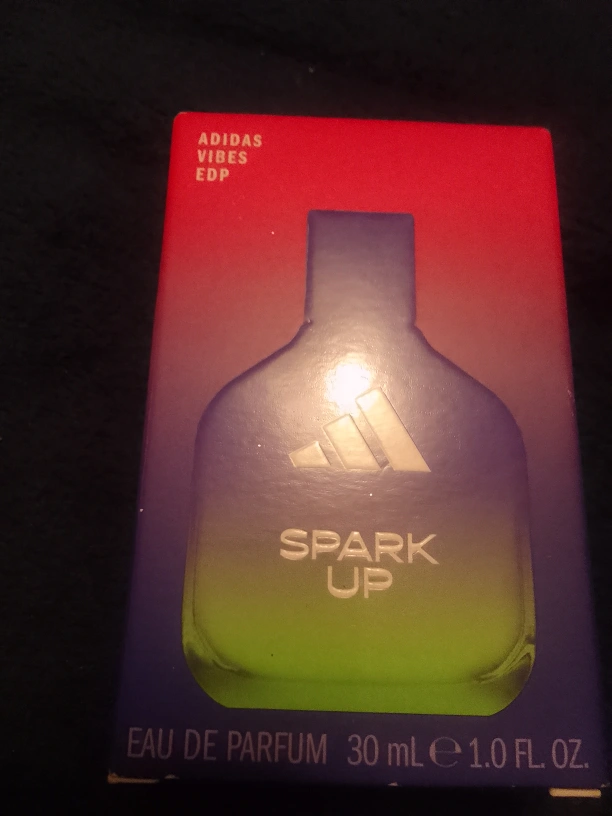 ADIDAS
VIBES
EDP
SPARK
UP
EAU DE PARFUM 30 mL ℮ 1.0 FL. OZ.